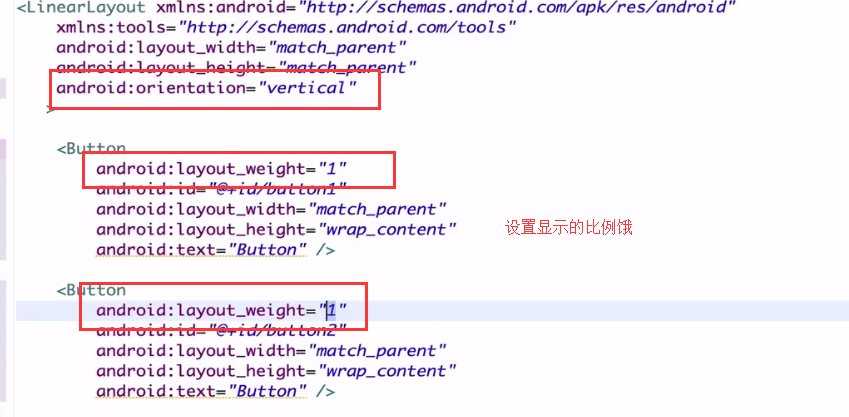 <LinearLayout xmlns:android="http://schemas.android.com/apk/res/android"
xmlns:tools="http://schemas.android.com/tools"
android:layout_width="match_parent"
android:layout_height="match_parent"
android:orientation="vertical"
>
<Button
android:layout_weight="1"
android:id="@+id/button1"
android:layout_width="match_parent"
android:layout_height="wrap_content"
设置显示的比例饿
android:text="Button" />
<Button
android:layout_weight="1"
android:id="@+id/button2"
android:layout_width="match_parent"
android:layout_height="wrap_content"
android:text="Button" />